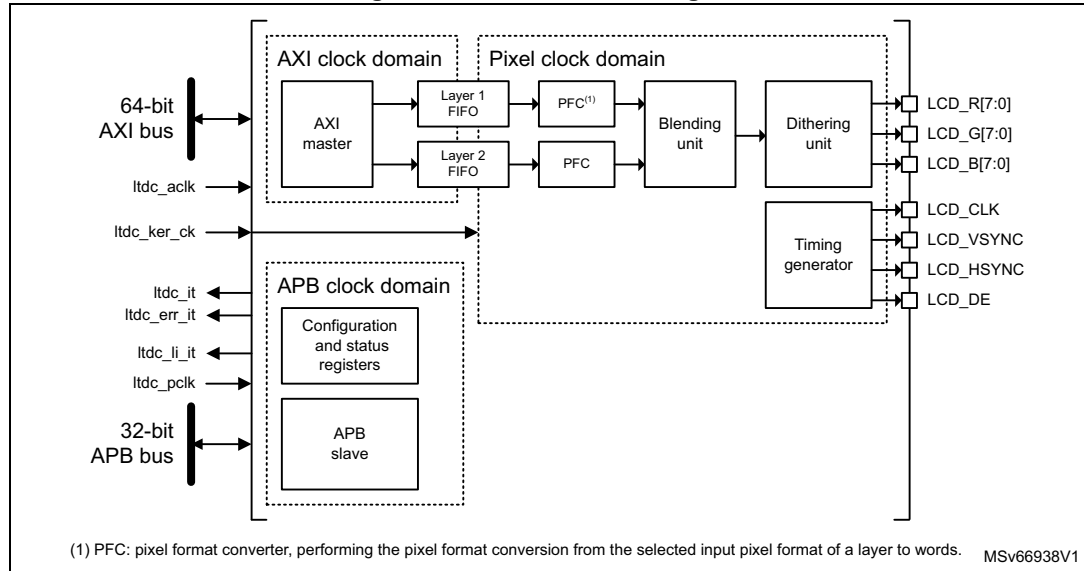 AXI clock domain
Pixel clock domain
64-bit
AXI bus
AXI
master
Layer 1
FIFO
PFC(1)
Layer 2
FIFO
PFC
Blending
unit
Dithering
unit
LCD_R[7:0]
LCD_G[7:0]
LCD_B[7:0]
ltdc_aclk
ltdc_ker_ck
Timing
generator
LCD_CLK
LCD_VSYNC
LCD_HSYNC
LCD_DE
APB clock domain
ltdc_it
ltdc_err_it
ltdc_li_it
ltdc_pclk
Configuration
and status
registers
32-bit
APB bus
APB
slave
(1) PFC: pixel format converter, performing the pixel format conversion from the selected input pixel format of a layer to words.
MSv66938V1